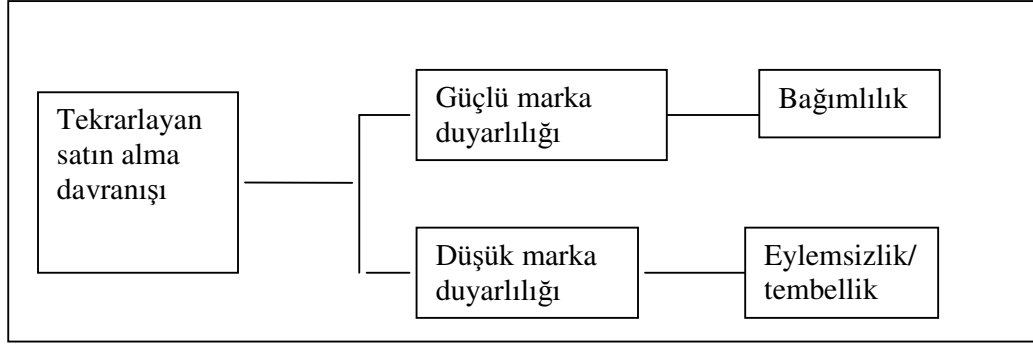 Tekrarlayan
satın alma
davranışı
Güçlü marka
duyarlılığı
Bağımlılık
Düşük marka
duyarlılığı
Eylemsizlik/
tembellik